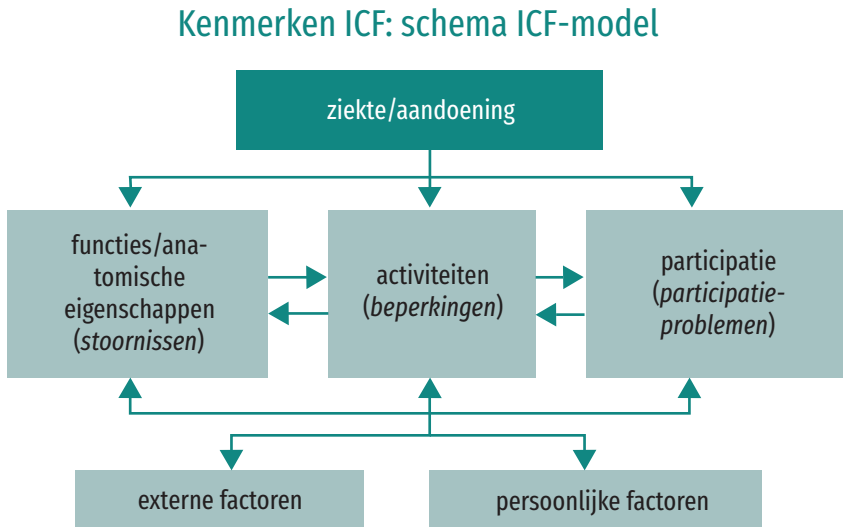 Kenmerken ICF: schema ICF-model
ziekte/aandoening
functies/ana-
tomische
eigenschappen
(stoornissen)
activiteiten
(beperkingen)
participatie
(participatie-
problemen)
externe factoren
persoonlijke factoren